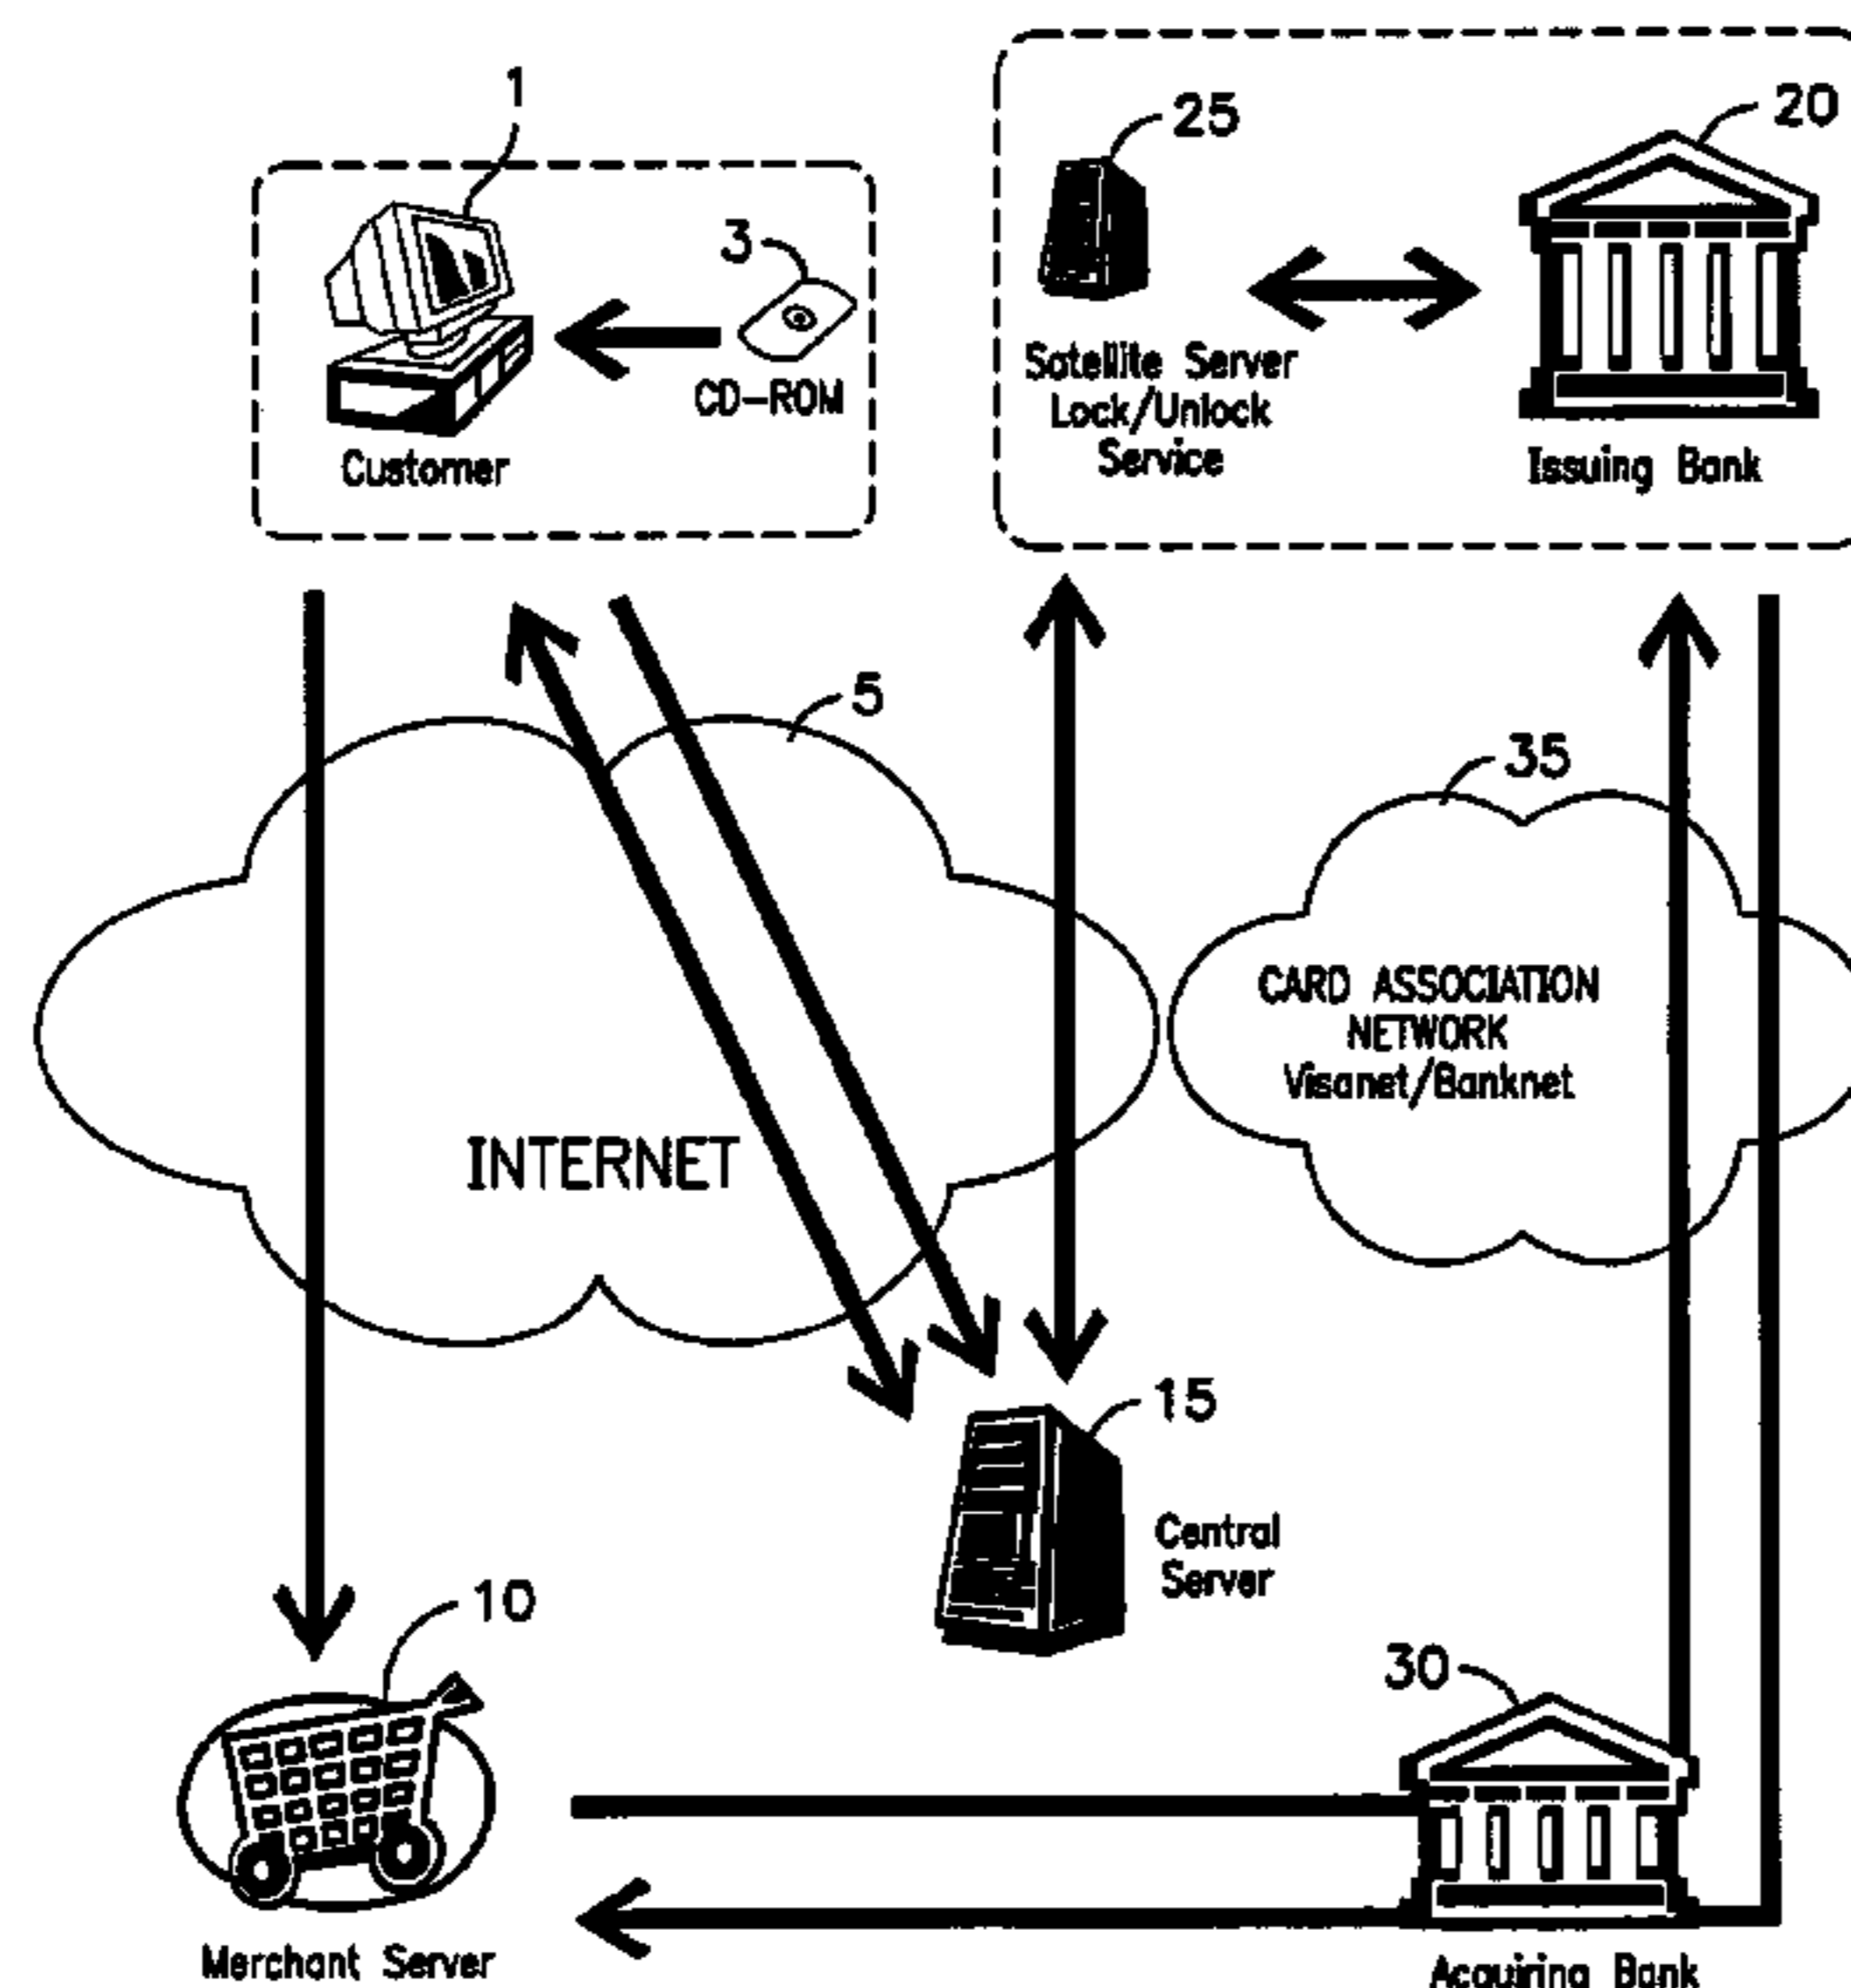 1
25
20
3
CD-ROM
Customer
Satellite Server
Lock/Unlock
Service
Issuing Bank
5
35
CARD ASSOCIATION
NETWORK
Visanet/Banknet
INTERNET
15
Central
Server
10
30
Merchant Server
Acquiring Bank